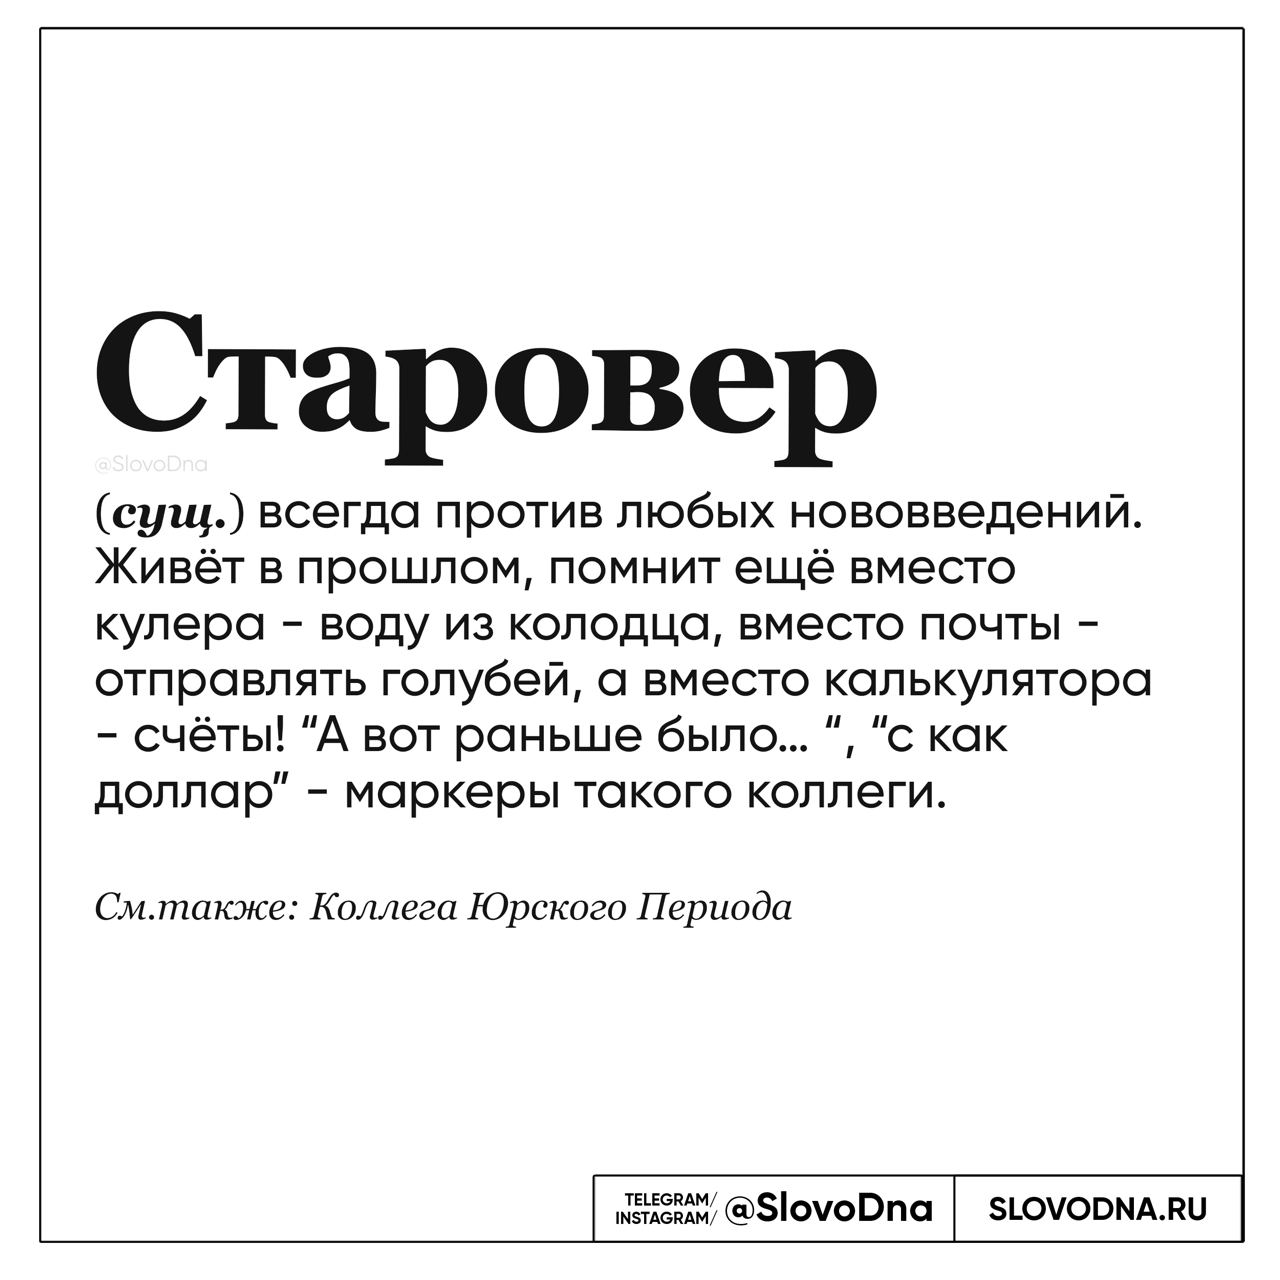 Старовер
@SlovoDna
(сущ.) всегда против любых нововведений.
Живёт в прошлом, помнит ещё вместо
кулера - воду из колодца, вместо почты -
отправлять голубей, а вместо калькулятора
- счёты! “А вот раньше было... “, “с как
доллар” - маркеры такого коллеги.
См.также: Коллега Юрского Периода
TELEGRAM/
INSTAGRAM/
@SlovoDna
SLOVODNA.RU